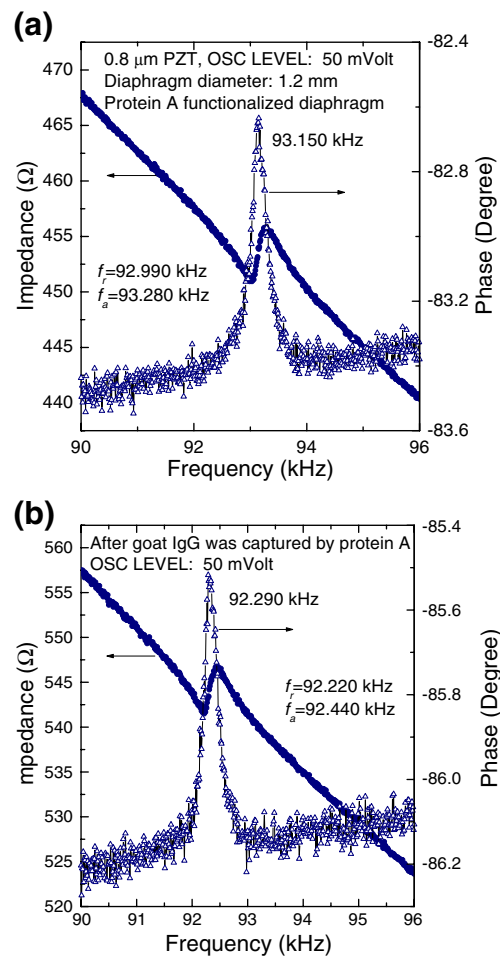 (a)
0.8 μm PZT, OSC LEVEL: 50 mVolt
Diaphragm diameter: 1.2 mm
Protein A functionalized diaphragm
93.150 kHz
f_r=92.990 kHz
f_a=93.280 kHz
Impedance (Ω)
470
465
460
455
450
445
440
Phase (Degree)
-82.4
-82.8
-83.2
-83.6
90 92 94 96
Frequency (kHz)
(b)
After goat IgG was captured by protein A
OSC LEVEL: 50 mVolt
92.290 kHz
f_r=92.220 kHz
f_a=92.440 kHz
mpedance (Ω)
560
555
550
545
540
535
530
525
520
Phase (Degree)
-85.4
-85.6
-85.8
-86.0
-86.2
90 91 92 93 94 95 96
Frequency (kHz)